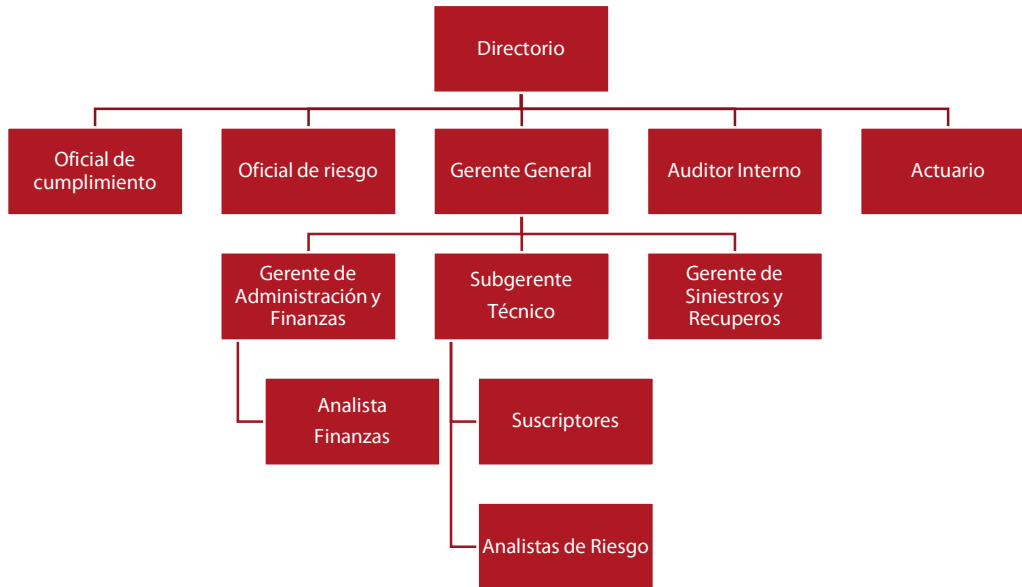 Directorio
Oficial de
cumplimiento
Oficial de riesgo
Gerente General
Auditor Interno
Actuario
Gerente de
Administración y
Finanzas
Subgerente
Técnico
Gerente de
Siniestros y
Recuperos
Analista
Finanzas
Suscriptores
Analistas de Riesgo